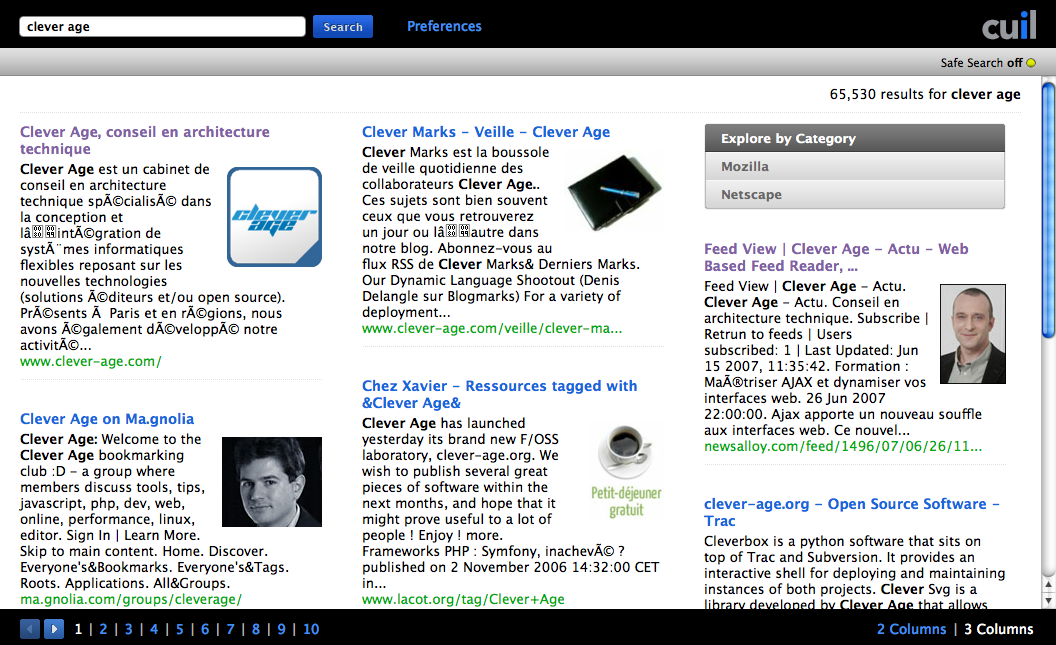 clever age
Search
Preferences
cuil
Safe Search off
65,530 results for clever age
Clever Age, conseil en architecture
technique
Clever Age est un cabinet de
conseil en architecture
technique spÃ©cialisÃ© dans
la conception et
lâintÃ©gration de
systÃ¨mes informatiques
flexibles reposant sur les
nouvelles technologies
(solutions Ã©diteurs et/ou open source).
PrÃ©sents Ã  Paris et en rÃ©gions, nous
avons Ã©galement dÃ©veloppÃ© notre
activitÃ©...
www.clever-age.com/
clever
age
Clever Age on Ma.gnolia
Clever Age: Welcome to the
Clever Age bookmarking
club :D - a group where
members discuss tools, tips,
javascript, php, dev, web,
online, performance, linux,
editor. Sign In | Learn More.
Skip to main content. Home. Discover.
Everyone's&Bookmarks. Everyone's&Tags.
Roots. Applications. All&Groups.
ma.gnolia.com/groups/cleverage/
Clever Marks - Veille - Clever Age
Clever Marks est la boussole
de veille quotidienne des
collaborateurs Clever Age..
Ces sujets sont bien souvent
ceux que vous retrouverez
un jour ou lâautre dans
notre blog. Abonnez-vous au
flux RSS de Clever Marks& Derniers Marks.
Our Dynamic Language Shootout (Denis
Delangle sur Blogmarks) For a variety of
deployment...
www.clever-age.com/veille/clever-ma...
Chez Xavier - Ressources tagged with
&Clever Age&
Clever Age has launched
yesterday its brand new F/OSS
laboratory, clever-age.org. We
wish to publish several great
pieces of software within the
next months, and hope that it
might prove useful to a lot of
people ! Enjoy ! more.
Frameworks PHP : Symfony, inachevÃ© ?
published on 2 November 2006 14:32:00 CET
in...
www.lacot.org/tag/Clever+Age
Petit-déjeuner
gratuit
Explore by Category
Mozilla
Netscape
Feed View | Clever Age - Actu - Web
Based Feed Reader, ...
Feed View | Clever Age - Actu.
Clever Age - Actu. Conseil en
architecture technique. Subscribe |
Retrun to feeds | Users
subscribed: 1 | Last Updated: Jun
15 2007, 11:35:42. Formation :
MaÃ®triser AJAX et dynamiser vos
interfaces web. 26 Jun 2007
22:00:00. Ajax apporte un nouveau souffle
aux interfaces web. Ce nouvel...
newsalloy.com/feed/1496/07/06/26/11...
clever-age.org - Open Source Software -
Trac
Cleverbox is a python software that sits on
top of Trac and Subversion. It provides an
interactive shell for deploying and maintaining
instances of both projects. Clever Svg is a
library developed by Clever Age that allows
1 | 2 | 3 | 4 | 5 | 6 | 7 | 8 | 9 | 10
2 Columns | 3 Columns